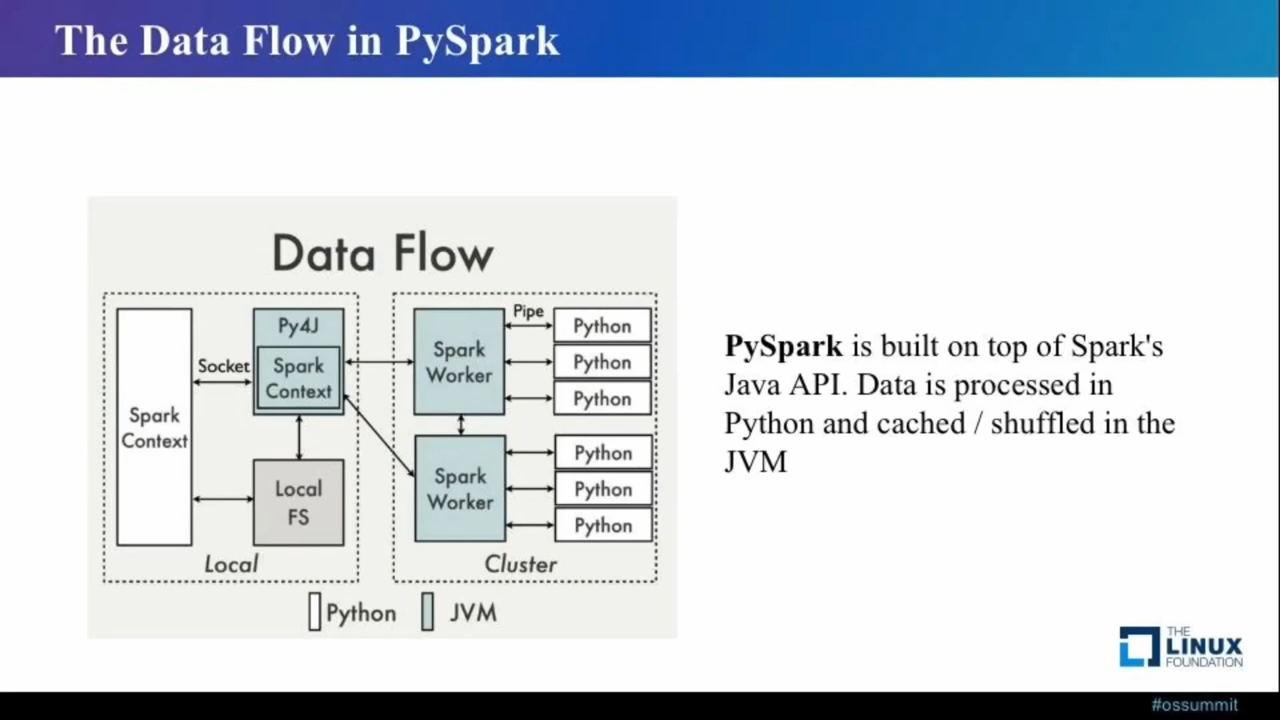 The Data Flow in PySpark
Data Flow
Spark
Context
Socket
Py4J
Spark
Context
Local
FS
Local
Spark
Worker
Pipe
Python
Python
Python
Spark
Worker
Python
Python
Python
Cluster
Python
JVM
PySpark is built on top of Spark's
Java API. Data is processed in
Python and cached / shuffled in the
JVM
THE
LINUX
FOUNDATION
#ossummit